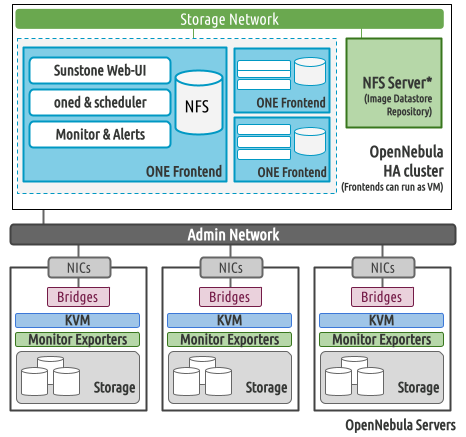 Storage Network
Sunstone Web-UI
oned & scheduler
Monitor & Alerts
NFS
ONE Frontend
ONE Frontend
ONE Frontend
NFS Server*
(Image Datastore
Repository)
OpenNebula
HA cluster
(Frontends can run as VM)
Admin Network
NICs
Bridges
KVM
Monitor Exporters
Storage
NICs
Bridges
KVM
Monitor Exporters
Storage
NICs
Bridges
KVM
Monitor Exporters
Storage
OpenNebula Servers